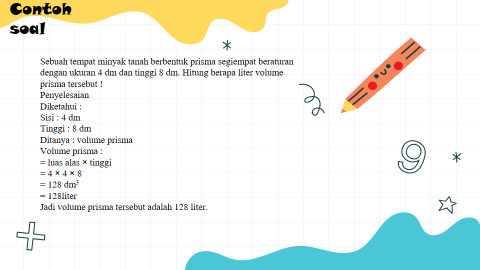 Contoh
soal
Sebuah tempat minyak tanah berbentuk prisma segiempat beraturan
dengan ukuran 4 dm dan tinggi 8 dm. Hitung berapa liter volume
prisma tersebut !
Penyelesaian
Diketahui :
Sisi : 4 dm
Tinggi : 8 dm
Ditanya : volume prisma
Volume prisma :
= luas alas × tinggi
= 4 × 4 × 8
= 128 dm³
= 128liter
Jadi volume prisma tersebut adalah 128 liter.
9